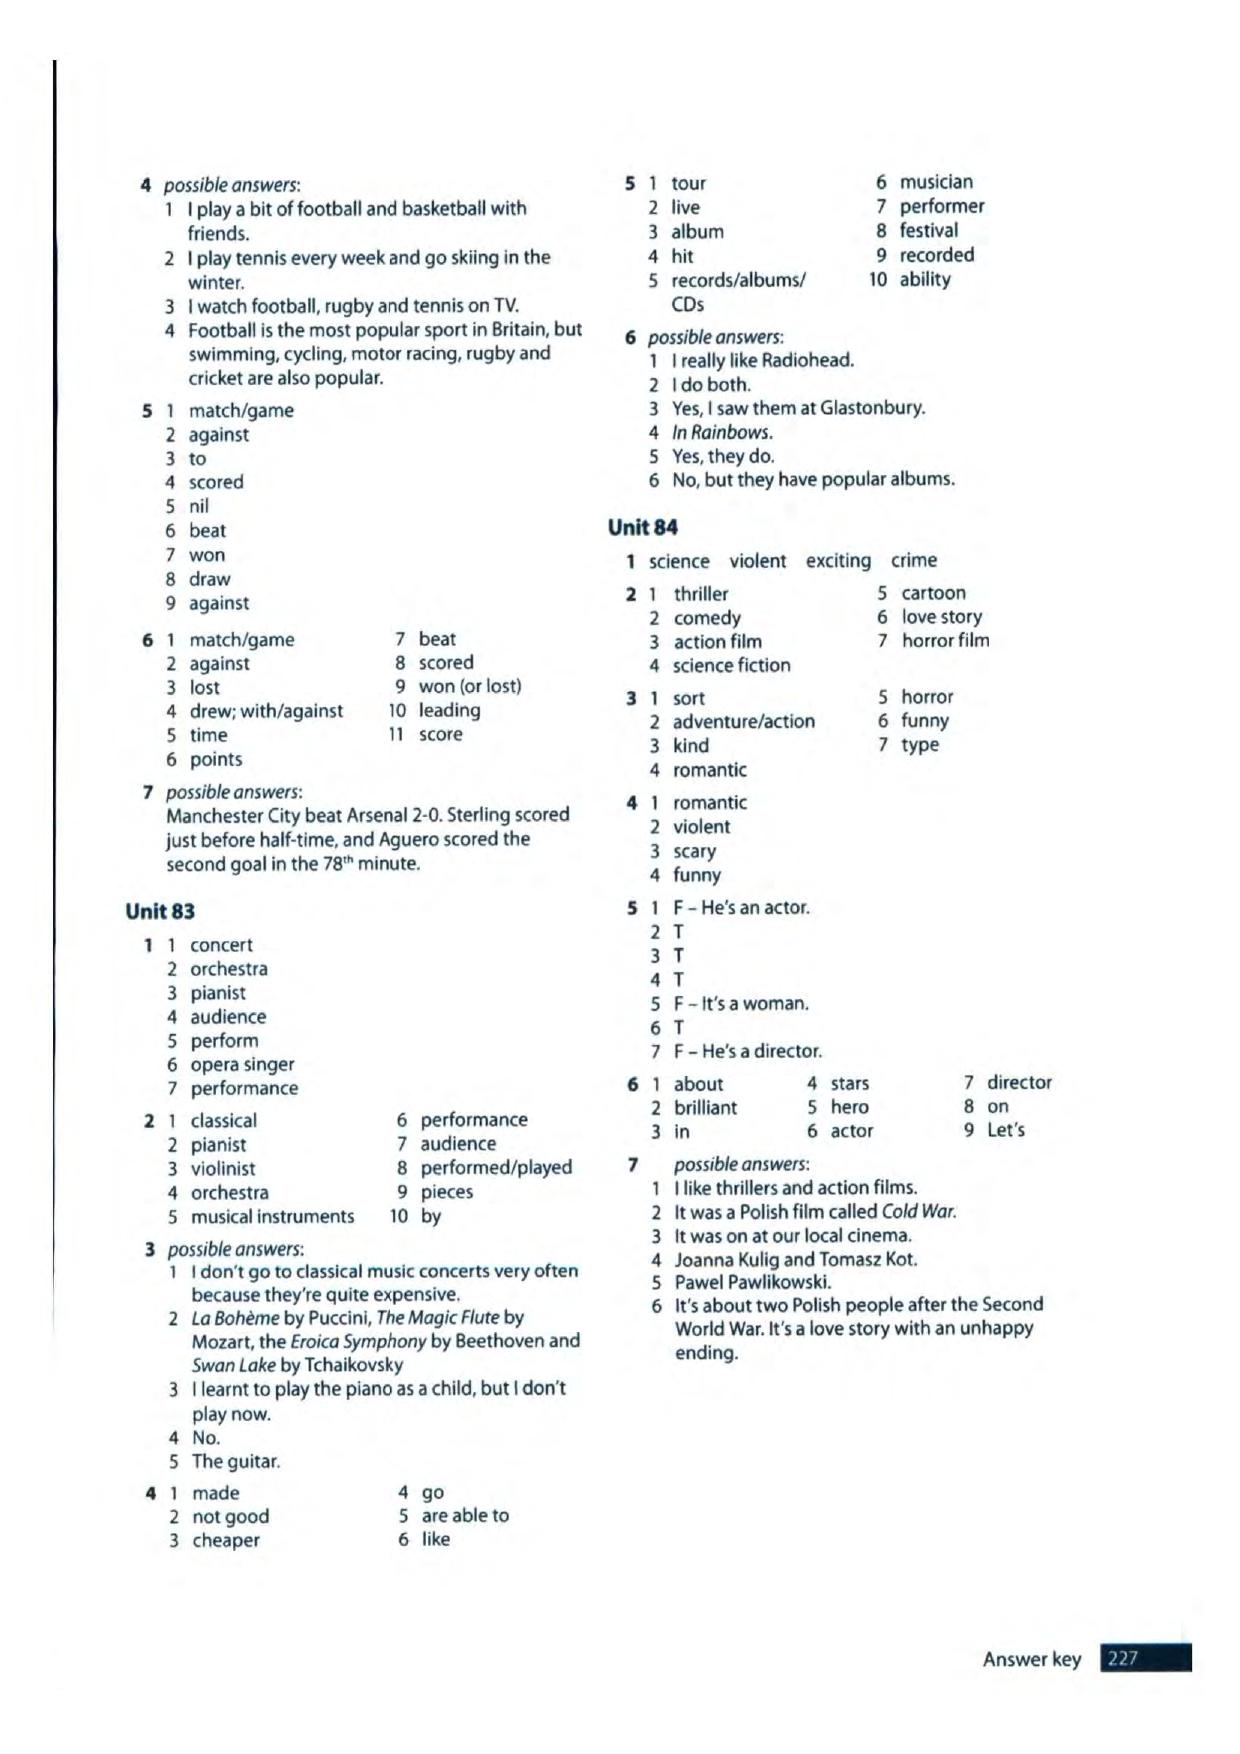 4 possible answers:
1 I play a bit of football and basketball with
friends.
2 I play tennis every week and go skiing in the
winter.
3 I watch football, rugby and tennis on TV.
4 Football is the most popular sport in Britain, but
swimming, cycling, motor racing, rugby and
cricket are also popular.
5 1 match/game
2 against
3 to
4 scored
5 nil
6 beat
7 won
8 draw
9 against
6 1 match/game 7 beat
2 against 8 scored
3 lost 9 won (or lost)
4 drew; with/against 10 leading
5 time 11 score
6 points
7 possible answers:
Manchester City beat Arsenal 2-0. Sterling scored
just before half-time, and Aguero scored the
second goal in the 78th minute.
Unit 83
1 1 concert
2 orchestra
3 pianist
4 audience
5 perform
6 opera singer
7 performance
2 1 classical 6 performance
2 pianist 7 audience
3 violinist 8 performed/played
4 orchestra 9 pieces
5 musical instruments 10 by
3 possible answers:
1 I don't go to classical music concerts very often
because they're quite expensive.
2 La Bohème by Puccini, The Magic Flute by
Mozart, the Eroica Symphony by Beethoven and
Swan Lake by Tchaikovsky
3 I learnt to play the piano as a child, but I don't
play now.
4 No.
5 The guitar.
4 1 made 4 go
2 not good 5 are able to
3 cheaper 6 like
5 1 tour 6 musician
2 live 7 performer
3 album 8 festival
4 hit 9 recorded
5 records/albums/ 10 ability
CDs
6 possible answers:
1 I really like Radiohead.
2 I do both.
3 Yes, I saw them at Glastonbury.
4 In Rainbows.
5 Yes, they do.
6 No, but they have popular albums.
Unit 84
1 science violent exciting crime
2 1 thriller 5 cartoon
2 comedy 6 love story
3 action film 7 horror film
4 science fiction
3 1 sort 5 horror
2 adventure/action 6 funny
3 kind 7 type
4 romantic
4 1 romantic
2 violent
3 scary
4 funny
5 1 F – He's an actor.
2 T
3 T
4 T
5 F – It's a woman.
6 T
7 F – He's a director.
6 1 about 4 stars 7 director
2 brilliant 5 hero 8 on
3 in 6 actor 9 Let's
7 possible answers:
1 I like thrillers and action films.
2 It was a Polish film called Cold War.
3 It was on at our local cinema.
4 Joanna Kulig and Tomasz Kot.
5 Pawel Pawlikowski.
6 It's about two Polish people after the Second
World War. It's a love story with an unhappy
ending.
Answer key 227